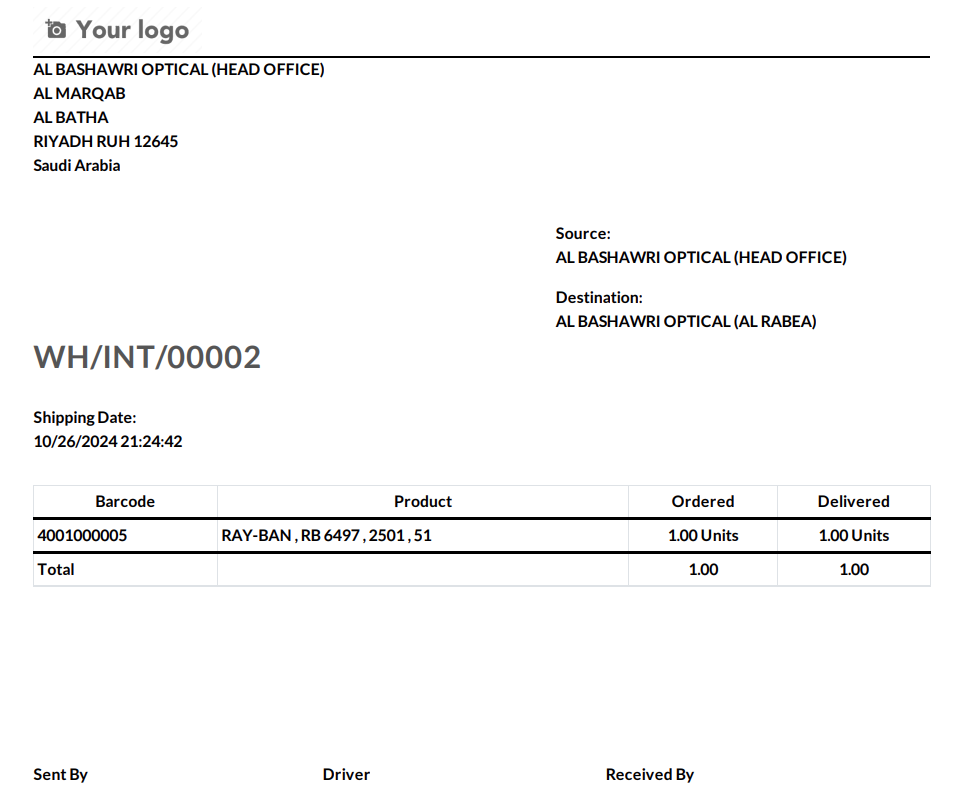 Your logo
AL BASHAWRI OPTICAL (HEAD OFFICE)
AL MARQAB
AL BATHA
RIYADH RUH 12645
Saudi Arabia
Source:
AL BASHAWRI OPTICAL (HEAD OFFICE)
Destination:
AL BASHAWRI OPTICAL (AL RABEA)
WH/INT/00002
Shipping Date:
10/26/2024 21:24:42
Barcode Product Ordered Delivered
4001000005 RAY-BAN , RB 6497 , 2501 , 51 1.00 Units 1.00 Units
Total 1.00 1.00
Sent By Driver Received By